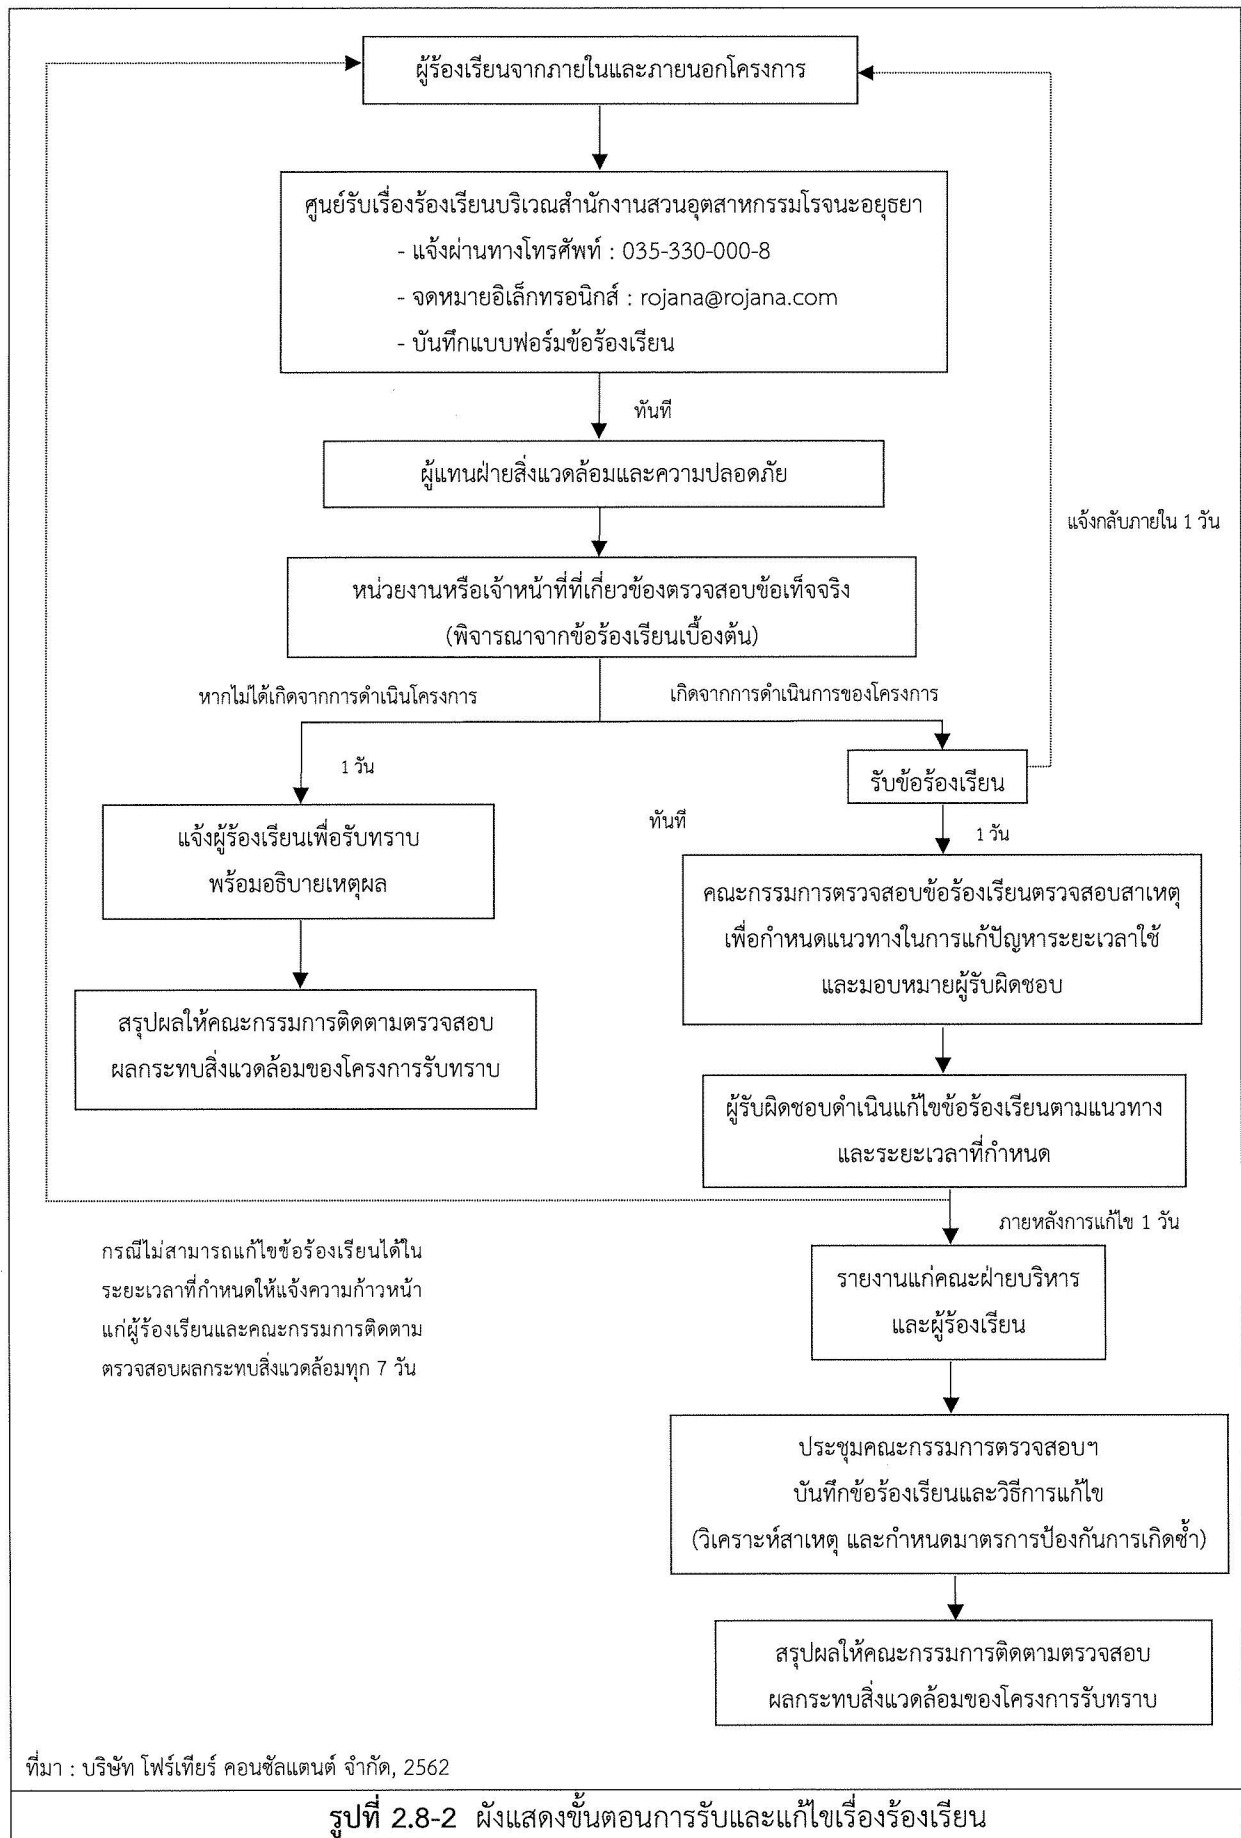 ผู้ร้องเรียนจากภายในและภายนอกโครงการ
ศูนย์รับเรื่องร้องเรียนบริเวณสำนักงานสวนอุตสาหกรรมโรจนะอยุธยา
- แจ้งผ่านทางโทรศัพท์ : 035-330-000-8
- จดหมายอิเล็กทรอนิกส์ : rojana@rojana.com
- บันทึกแบบฟอร์มข้อร้องเรียน
ทันที
ผู้แทนฝ่ายสิ่งแวดล้อมและความปลอดภัย
แจ้งกลับภายใน 1 วัน
หน่วยงานหรือเจ้าหน้าที่ที่เกี่ยวข้องตรวจสอบข้อเท็จจริง
(พิจารณาจากข้อร้องเรียนเบื้องต้น)
หากไม่ได้เกิดจากการดำเนินโครงการ
เกิดจากการดำเนินการของโครงการ
1 วัน
รับข้อร้องเรียน
แจ้งผู้ร้องเรียนเพื่อรับทราบ
พร้อมอธิบายเหตุผล
ทันที
1 วัน
คณะกรรมการตรวจสอบข้อร้องเรียนตรวจสอบสาเหตุ
เพื่อกำหนดแนวทางในการแก้ปัญหาระยะเวลาใช้
และมอบหมายผู้รับผิดชอบ
สรุปผลให้คณะกรรมการติดตามตรวจสอบ
ผลกระทบสิ่งแวดล้อมของโครงการรับทราบ
ผู้รับผิดชอบดำเนินแก้ไขข้อร้องเรียนตามแนวทาง
และระยะเวลาที่กำหนด
ภายหลังการแก้ไข 1 วัน
กรณีไม่สามารถแก้ไขข้อร้องเรียนได้ใน
ระยะเวลาที่กำหนดให้แจ้งความก้าวหน้า
แก่ผู้ร้องเรียนและคณะกรรมการติดตาม
ตรวจสอบผลกระทบสิ่งแวดล้อมทุก 7 วัน
รายงานแก่คณะฝ่ายบริหาร
และผู้ร้องเรียน
ประชุมคณะกรรมการตรวจสอบฯ
บันทึกข้อร้องเรียนและวิธีการแก้ไข
(วิเคราะห์สาเหตุ และกำหนดมาตรการป้องกันการเกิดซ้ำ)
สรุปผลให้คณะกรรมการติดตามตรวจสอบ
ผลกระทบสิ่งแวดล้อมของโครงการรับทราบ
ที่มา : บริษัท โฟร์เทียร์ คอนซัลแตนต์ จำกัด, 2562
รูปที่ 2.8-2 ผังแสดงขั้นตอนการรับและแก้ไขเรื่องร้องเรียน